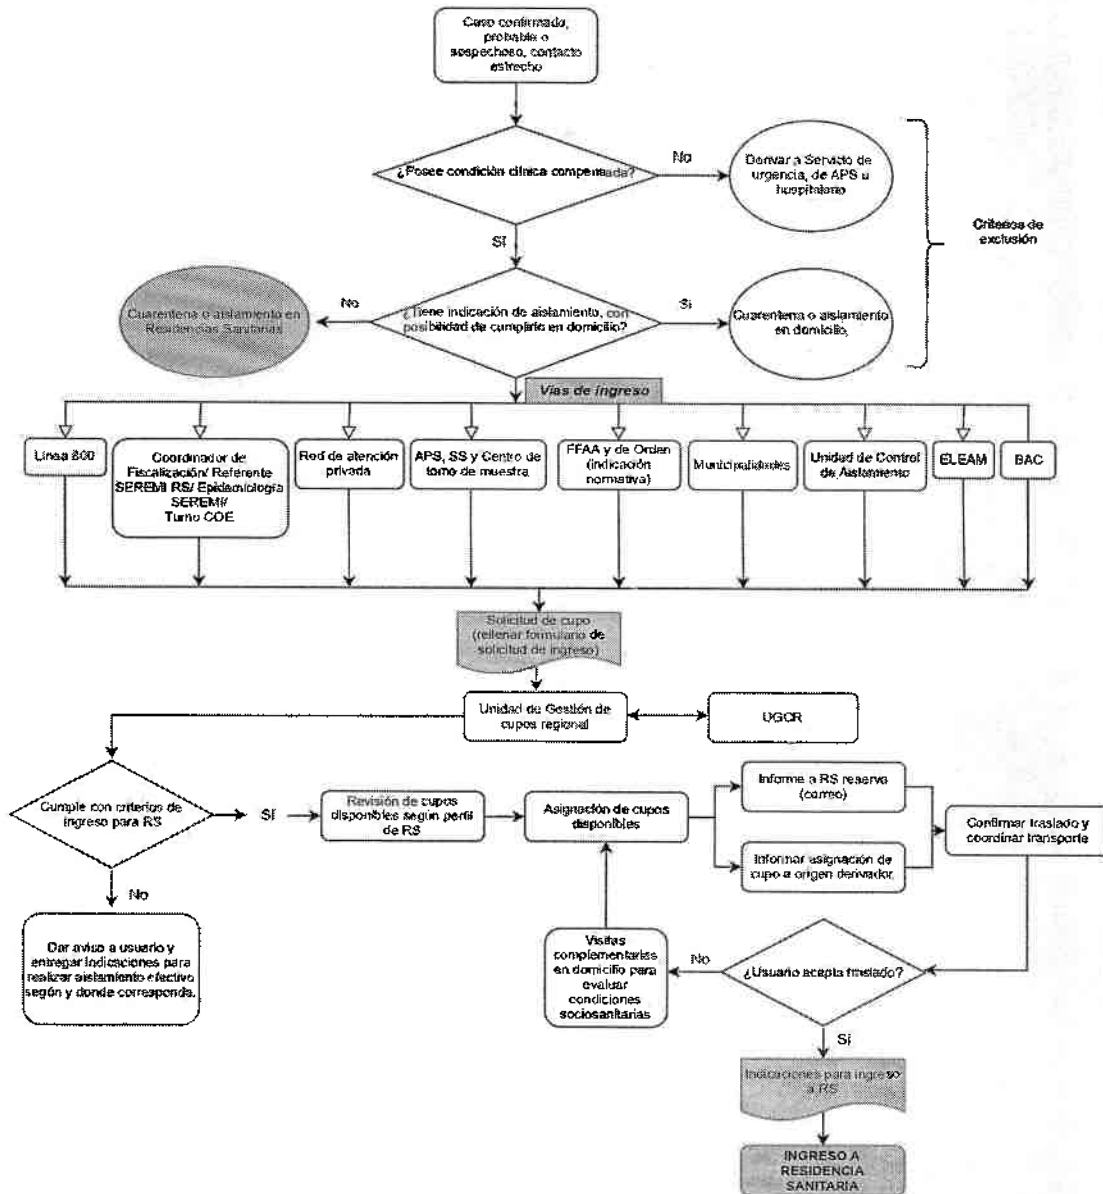 Caso confirmado,
probable o
sospechoso, contacto
estrecho
¿Posee condición clínica compensada?
No
Derivar a Servicio de
urgencia, de APS u
hospitalario
Criterios de
exclusión
Sí
¿Tiene indicación de aislamiento, con
posibilidad de cumplirlo en domicilio?
No
Cuarentena o aislamiento en
Residencias Sanitarias
Si
Cuarentena o aislamiento
en domicilio.
Vías de ingreso
Línea 800
Coordinador de
Fiscalización/ Referente
SEREMI RS/ Epidemiología
SEREMI/
Turno COE
Red de atención
privada
APS, SS y Centro de
tomo de muestra
FFAA y de Orden
(indicación
normativa)
Municipalidades
Unidad de Control
de Aislamiento
ELEAM
BAC
Solicitud de cupo
(rellenar formulario de
solicitud de ingreso)
Unidad de Gestión de
cupos regional
UGCR
Cumple con criterios de
ingreso para RS
Sí
Revisión de cupos
disponibles según perfil
de RS
Asignación de cupos
disponibles
Informe a RS reserva
(correo)
Informar asignación de
cupo a origen derivador.
Confirmar traslado y
coordinar transporte
No
Dar aviso a usuario y
entregar indicaciones para
realizar aislamiento efectivo
según y donde corresponda.
Visitas
complementarias
en domicilio para
evaluar
condiciones
sociosanitarias
No
¿Usuario acepta traslado?
Sí
Indicaciones para ingreso
a RS
INGRESO A
RESIDENCIA
SANITARIA